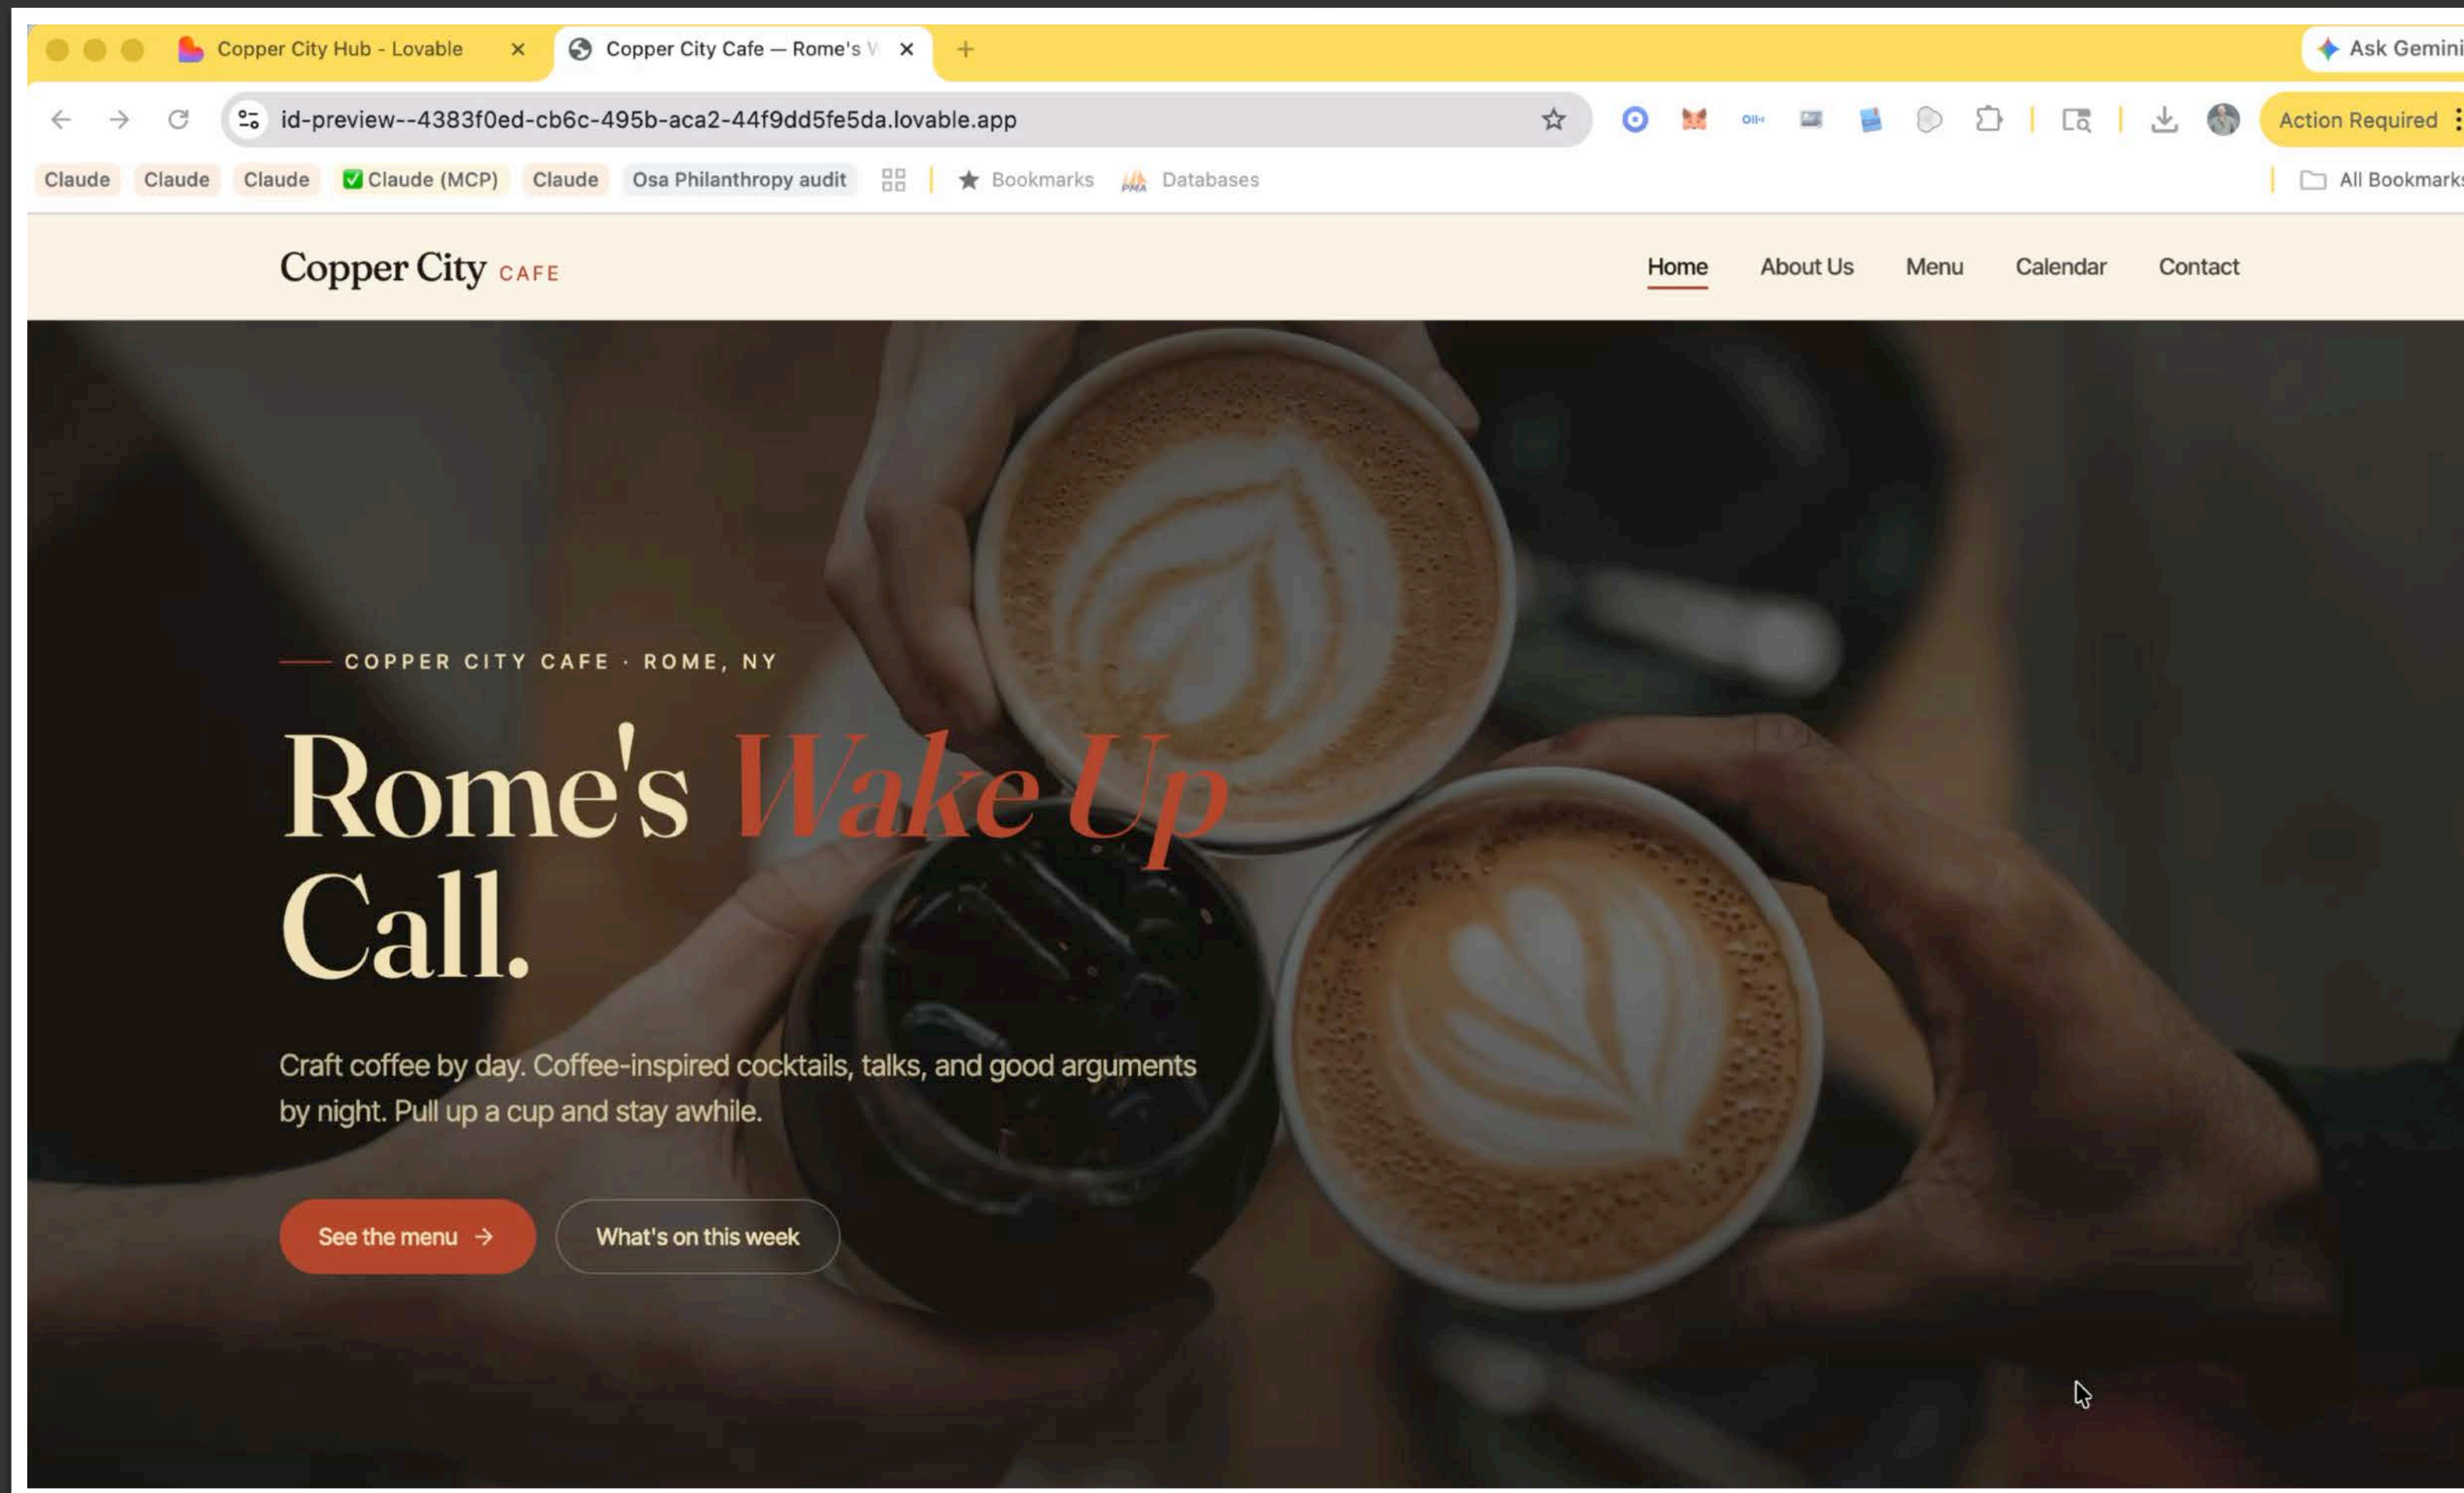 Copper City Hub - Lovable
Copper City Cafe — Rome's
Ask Gemini
id-preview--4383f0ed-cb6c-495b-aca2-44f9dd5fe5da.lovable.app
Action Required
Claude
Claude
Claude
Claude (MCP)
Claude
Osa Philanthropy audit
Bookmarks
PMA
Databases
All Bookmarks
Copper City CAFE
Home
About Us
Menu
Calendar
Contact
COPPER CITY CAFE · ROME, NY
Rome's Wake Up
Call.
Craft coffee by day. Coffee-inspired cocktails, talks, and good arguments
by night. Pull up a cup and stay awhile.
See the menu →
What's on this week